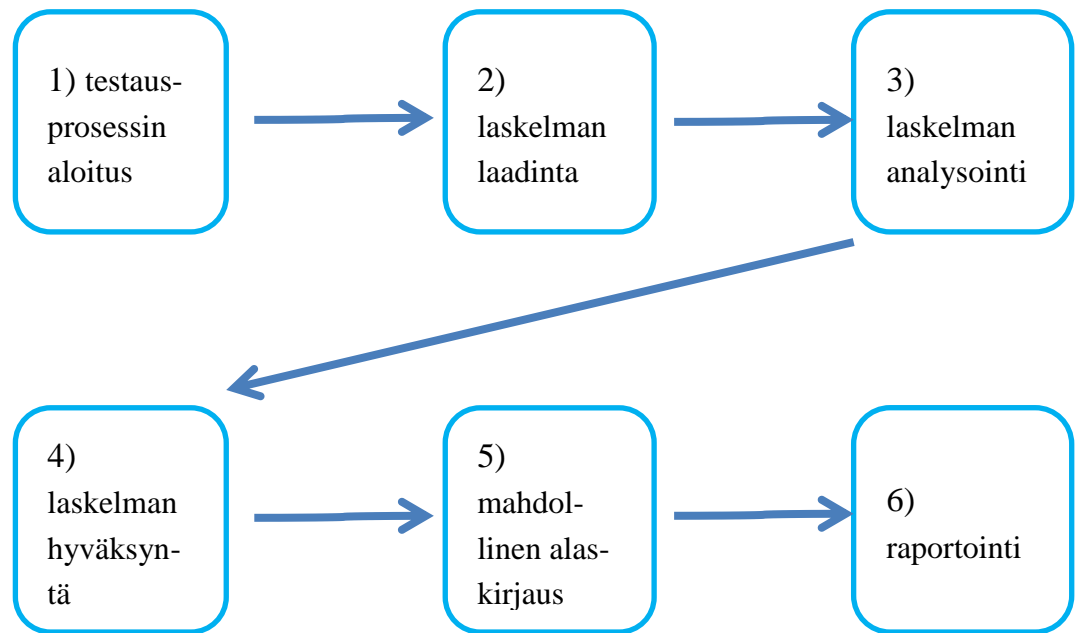 1) testaus-
prosessin
aloitus
2)
laskelman
laadinta
3)
laskelman
analysointi
4)
laskelman
hyväksyn-
tä
5)
mahdol-
linen alas-
kirjaus
6)
raportointi